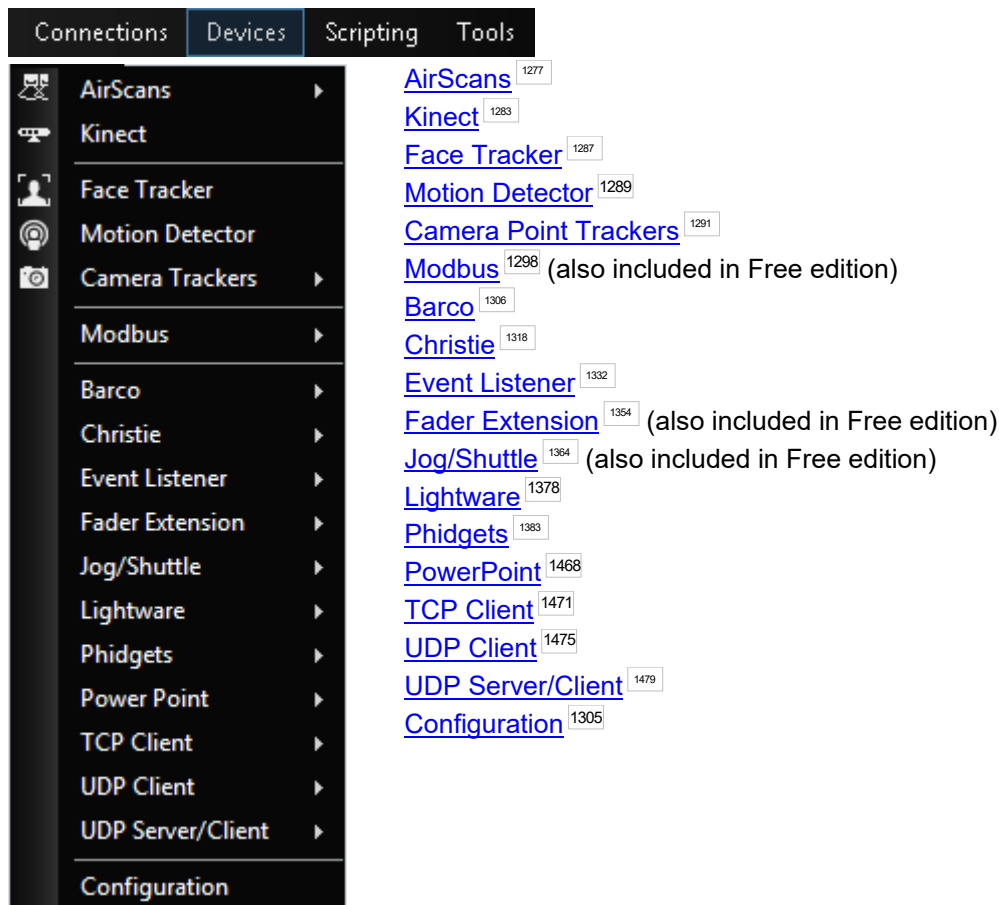 Connections Devices Scripting Tools
AirScans
Kinect
Face Tracker
Motion Detector
Camera Trackers
Modbus
Barco
Christie
Event Listener
Fader Extension
Jog/Shuttle
Lightware
Phidgets
Power Point
TCP Client
UDP Client
UDP Server/Client
Configuration
AirScans 1277
Kinect 1283
Face Tracker 1287
Motion Detector 1289
Camera Point Trackers 1291
Modbus 1298 (also included in Free edition)
Barco 1306
Christie 1318
Event Listener 1332
Fader Extension 1354 (also included in Free edition)
Jog/Shuttle 1364 (also included in Free edition)
Lightware 1378
Phidgets 1383
PowerPoint 1468
TCP Client 1471
UDP Client 1475
UDP Server/Client 1479
Configuration 1305